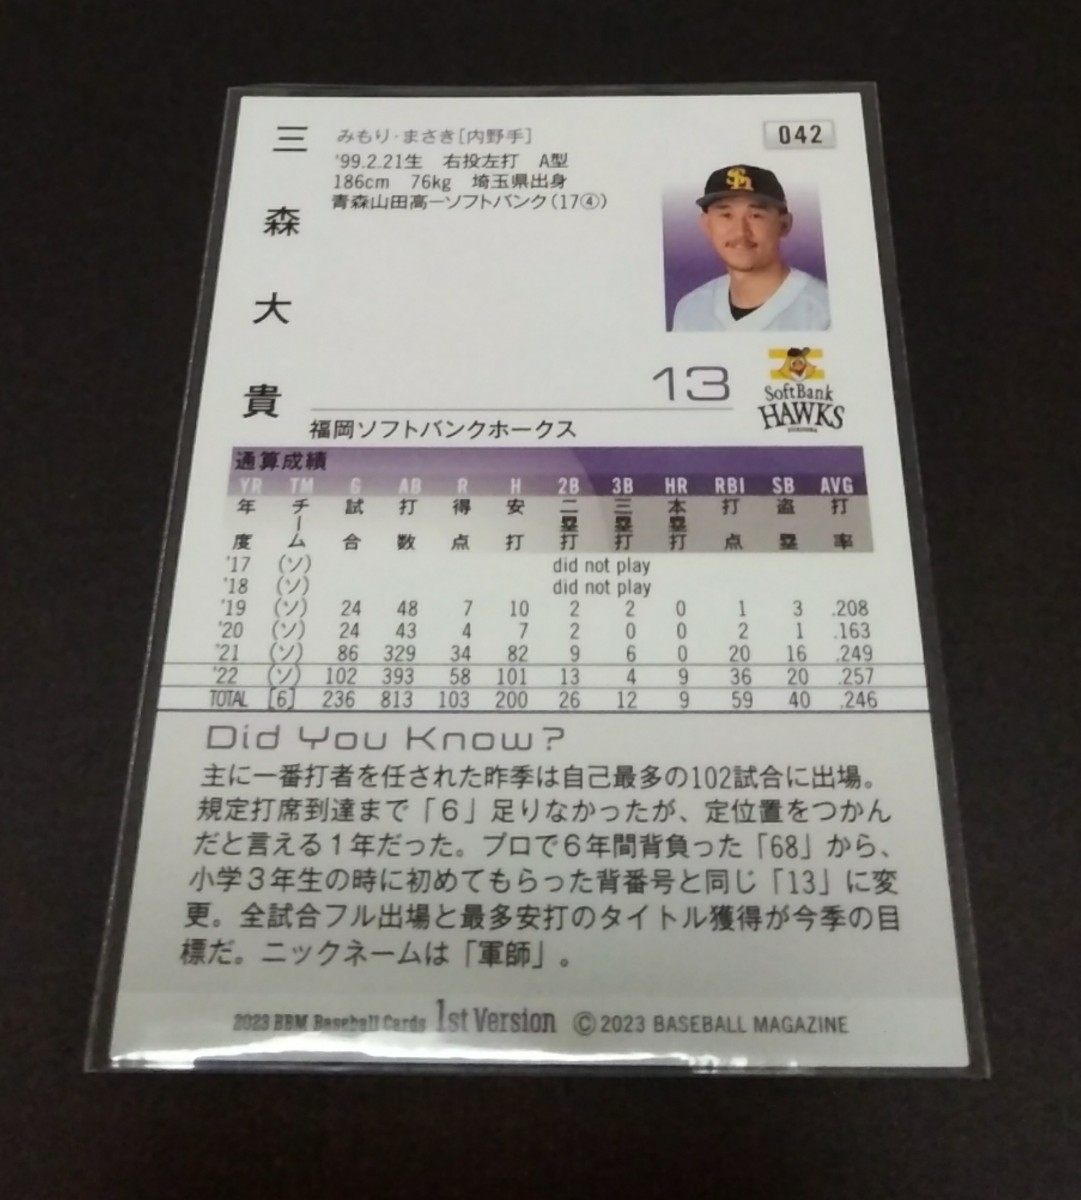 三森大貴
みもり・まさき[内野手]
'99.2.21生 右投左打 A型
186cm 76kg 埼玉県出身
青森山田高ーソフトバンク(17④)
042
13
SoftBank
HAWKS
福岡ソフトバンクホークス
通算成績
YR TM G AB R H 2B 3B HR RBI SB AVG
年度 チーム 試合 打数 得点 安打 二塁打 三塁打 本塁打 打点 盗塁 打率
'17 (ソ) did not play
'18 (ソ) did not play
'19 (ソ) 24 48 7 10 2 2 0 1 3 .208
'20 (ソ) 24 43 4 7 2 0 0 2 1 .163
'21 (ソ) 86 329 34 82 9 6 0 20 16 .249
'22 (ソ) 102 393 58 101 13 4 9 36 20 .257
TOTAL [6] 236 813 103 200 26 12 9 59 40 .246
Did You Know?
主に一番打者を任された昨季は自己最多の102試合に出場。
規定打席到達まで「6」足りなかったが、定位置をつかん
だと言える1年だった。プロで6年間背負った「68」から、
小学3年生の時に初めてもらった背番号と同じ「13」に変
更。全試合フル出場と最多安打のタイトル獲得が今季の目
標だ。ニックネームは「軍師」。
2023 BBM Baseball Cards 1st Version © 2023 BASEBALL MAGAZINE